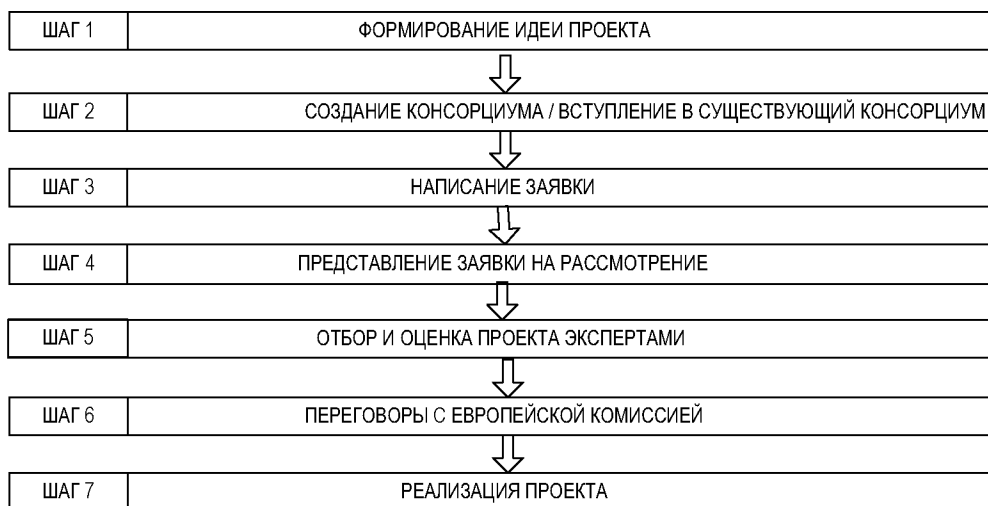 ШАГ 1 ФОРМИРОВАНИЕ ИДЕИ ПРОЕКТА
ШАГ 2 СОЗДАНИЕ КОНСОРЦИУМА / ВСТУПЛЕНИЕ В СУЩЕСТВУЮЩИЙ КОНСОРЦИУМ
ШАГ 3 НАПИСАНИЕ ЗАЯВКИ
ШАГ 4 ПРЕДСТАВЛЕНИЕ ЗАЯВКИ НА РАССМОТРЕНИЕ
ШАГ 5 ОТБОР И ОЦЕНКА ПРОЕКТА ЭКСПЕРТАМИ
ШАГ 6 ПЕРЕГОВОРЫ С ЕВРОПЕЙСКОЙ КОМИССИЕЙ
ШАГ 7 РЕАЛИЗАЦИЯ ПРОЕКТА